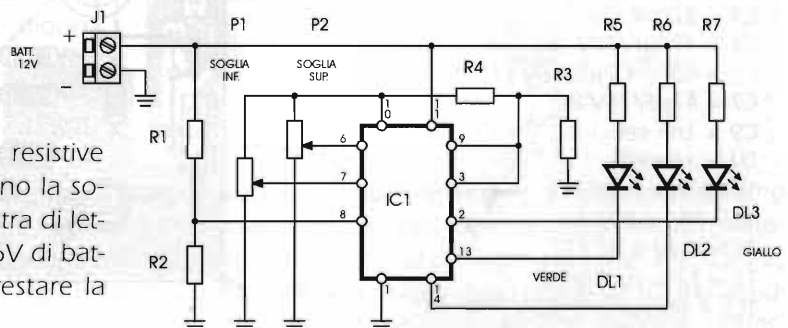 J1
P1
P2
R5
R6
R7
+
BATT.
12V
−
SOGLIA
INF.
SOGLIA
SUP.
R4
R3
10
11
R1
6
9
7
3
IC1
8
2
13
R2
1
14
DL3
DL2
GIALLO
VERDE
DL1
resistive
no la so-
tra di let-
V di bat-
restare la